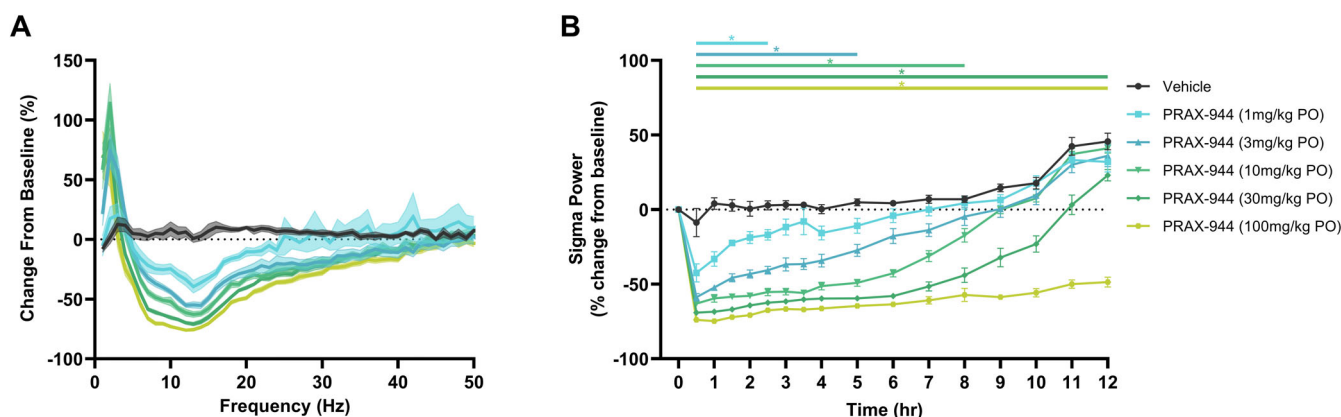 A
Change From Baseline (%)
150
100
50
0
-50
-100
0
10
20
30
40
50
Frequency (Hz)
B
Sigma Power
(% change from baseline)
100
50
0
-50
-100
*
*
*
*
*
0 1 2 3 4 5 6 7 8 9 10 11 12
Time (hr)
Vehicle
PRAX-944 (1mg/kg PO)
PRAX-944 (3mg/kg PO)
PRAX-944 (10mg/kg PO)
PRAX-944 (30mg/kg PO)
PRAX-944 (100mg/kg PO)